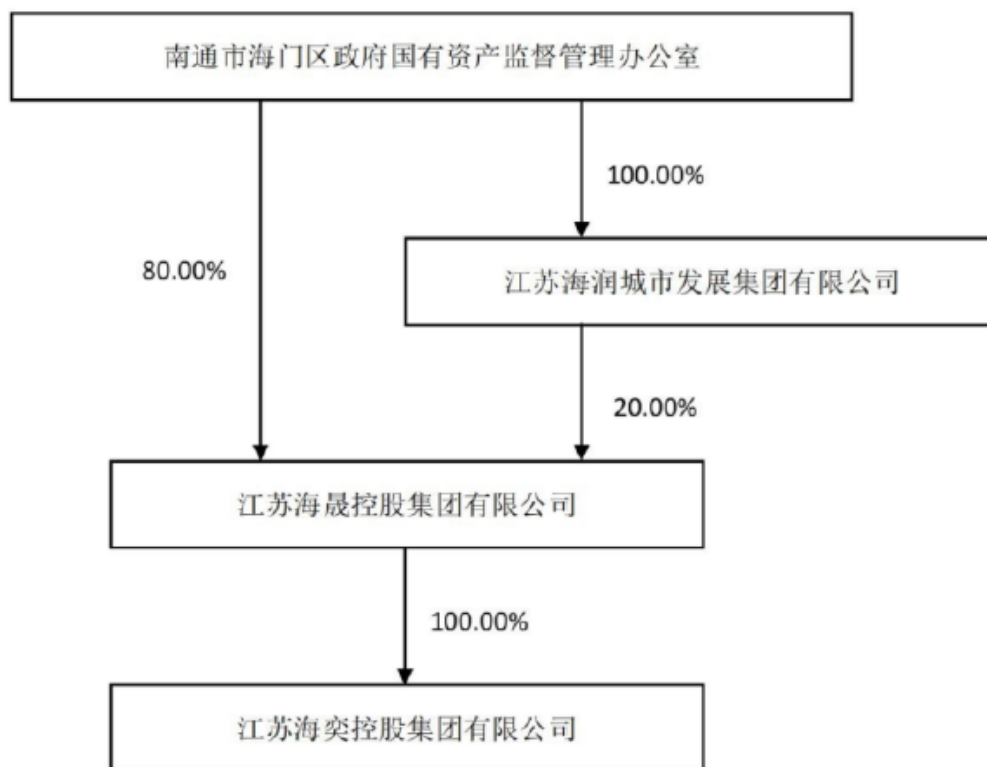 南通市海门区政府国有资产监督管理办公室
100.00%
80.00%
江苏海润城市发展集团有限公司
20.00%
江苏海晟控股集团有限公司
100.00%
江苏海奕控股集团有限公司